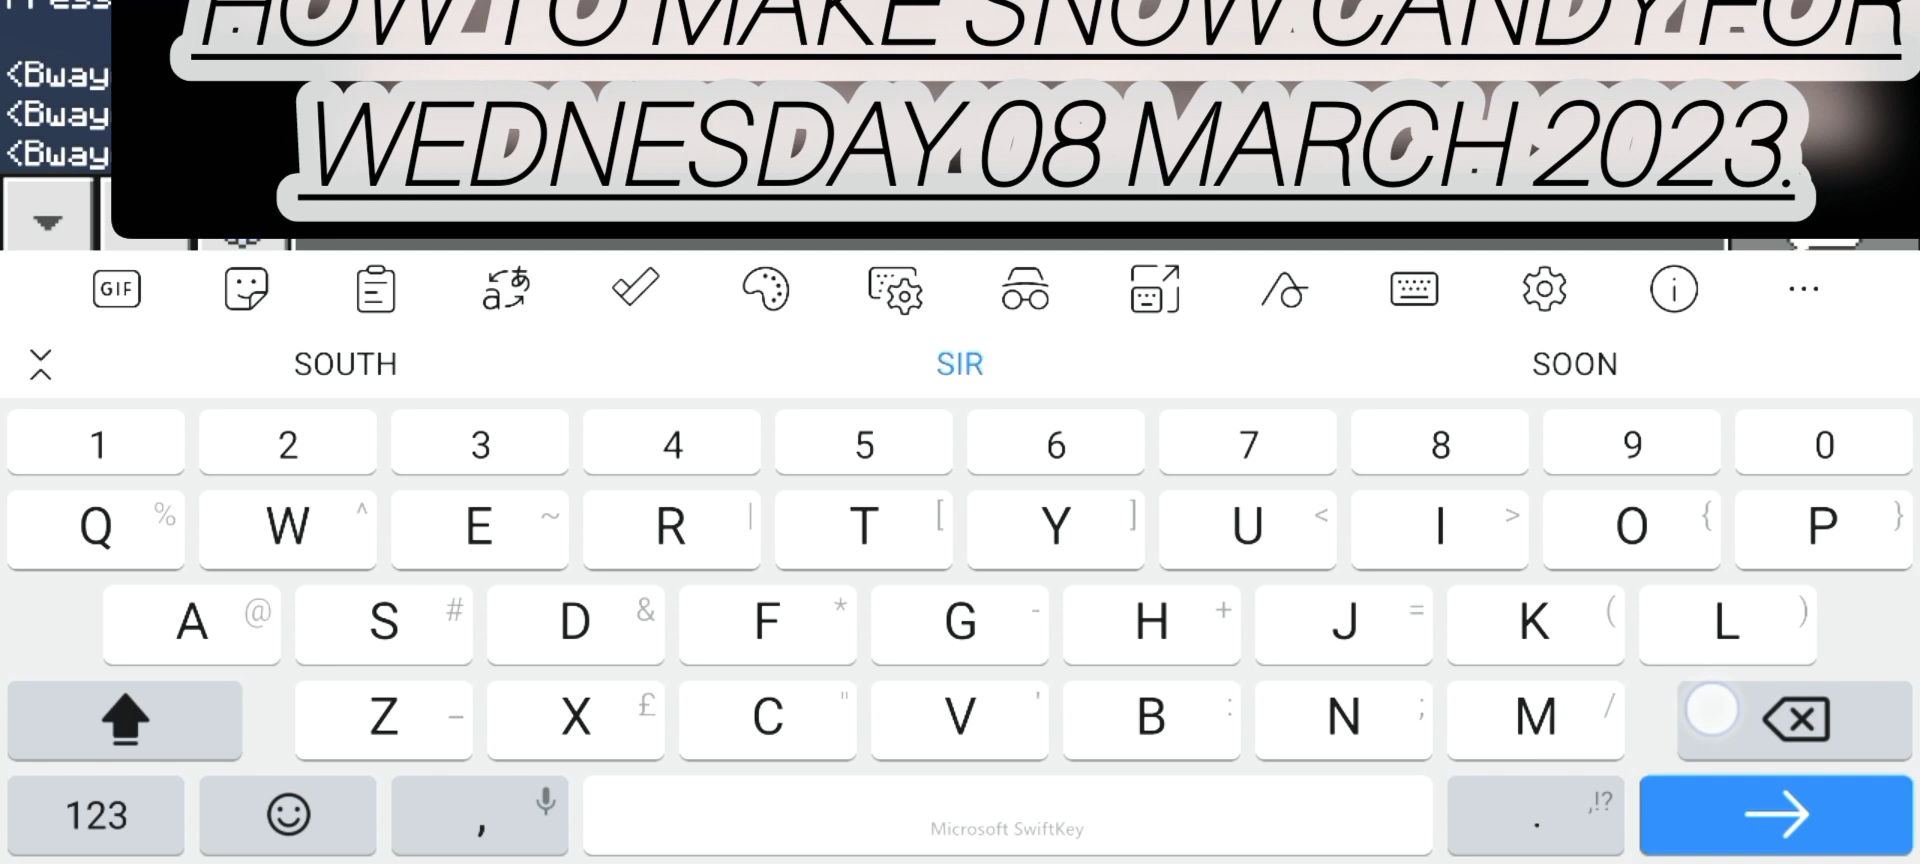 Press
HOW TO MAKE SNOW CANDY FOR
<Bway
WEDNESDAY 08 MARCH 2023.
<Bway
<Bway
GIF
SOUTH SIR SOON
1 2 3 4 5 6 7 8 9 0
Q % W ^ E ~ R | T [ Y ] U < I > O { P }
A @ S # D & F * G - H + J = K ( L )
Z _ X £ C " V ' B : N ; M /
123 , . ,!?
Microsoft SwiftKey